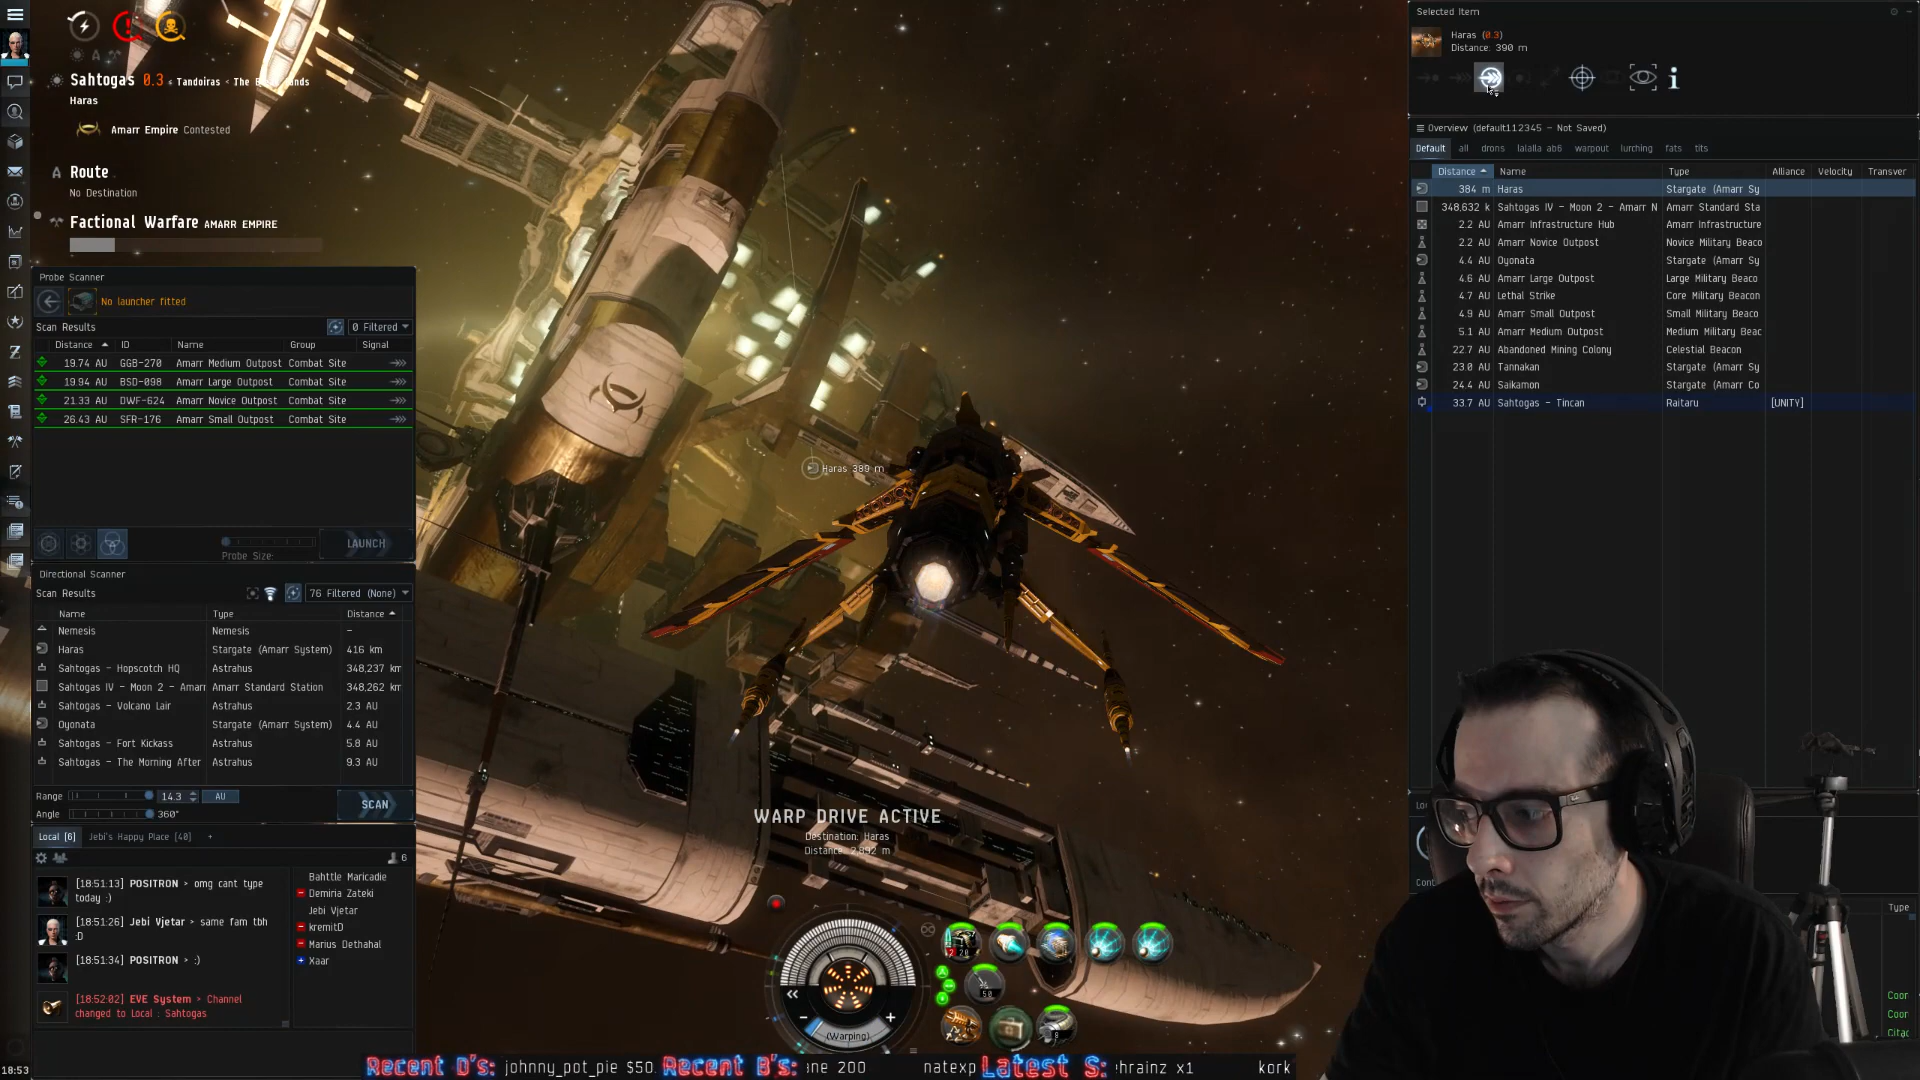 Sahtogas 0.3 < Tandoiras <
Haras
Amarr Empire Contested
A Route
No Destination
Factional Warfare AMARR EMPIRE
Probe Scanner
No launcher fitted
Scan Results
0 Filtered
Distance ID Name Group Signal
19.74 AU GGB-270 Amarr Medium Outpost Combat Site
19.94 AU BSD-098 Amarr Large Outpost Combat Site
21.33 AU DWF-624 Amarr Novice Outpost Combat Site
26.43 AU SFR-176 Amarr Small Outpost Combat Site
LAUNCH
Probe Size:
Directional Scanner
Scan Results
76 Filtered (None)
Name Type Distance
Nemesis Nemesis -
Haras Stargate (Amarr System) 416 km
Sahtogas - Hopscotch HQ Astrahus 348,237 km
Sahtogas IV - Moon 2 - Amarr Amarr Standard Station 348,262 km
Sahtogas - Volcano Lair Astrahus 2.3 AU
Oyonata Stargate (Amarr System) 4.4 AU
Sahtogas - Fort Kickass Astrahus 5.8 AU
Sahtogas - The Morning After Astrahus 9.3 AU
Range 14.3 AU
SCAN
Angle 360°
Local [6] Jebi's Happy Place [40] +
6
[18:51:13] POSITRON > omg cant type
today :)
[18:51:26] Jebi Vjetar > same fam tbh
:D
[18:51:34] POSITRON > :)
[18:52:02] EVE System > Channel
changed to Local : Sahtogas
Bahttle Maricadie
Demiria Zateki
Jebi Vjetar
kremitD
Marius Dethahal
Xaar
18:53
Haras 389 m
WARP DRIVE ACTIVE
Destination: Haras
Distance: 2,892 m
(Warping)
2 20
50
8
Recent D's: johnny_pot_pie $50. Recent B's: ane 200 natexp Latest S: hrainz x1 kork
Selected Item
Haras (0.3)
Distance: 390 m
Overview (default112345 - Not Saved)
Default all drons lalalla ab6 warpout lurching fats tits
Distance Name Type Alliance Velocity Transver
384 m Haras Stargate (Amarr Sy
348,632 k Sahtogas IV - Moon 2 - Amarr N Amarr Standard Sta
2.2 AU Amarr Infrastructure Hub Amarr Infrastructure
2.2 AU Amarr Novice Outpost Novice Military Beaco
4.4 AU Oyonata Stargate (Amarr Sy
4.6 AU Amarr Large Outpost Large Military Beaco
4.7 AU Lethal Strike Core Military Beacon
4.9 AU Amarr Small Outpost Small Military Beaco
5.1 AU Amarr Medium Outpost Medium Military Beac
22.7 AU Abandoned Mining Colony Celestial Beacon
23.0 AU Tannakan Stargate (Amarr Sy
24.4 AU Saikamon Stargate (Amarr Co
33.7 AU Sahtogas - Tincan Raitaru [UNITY]
Type
Coor
Coor
Citad